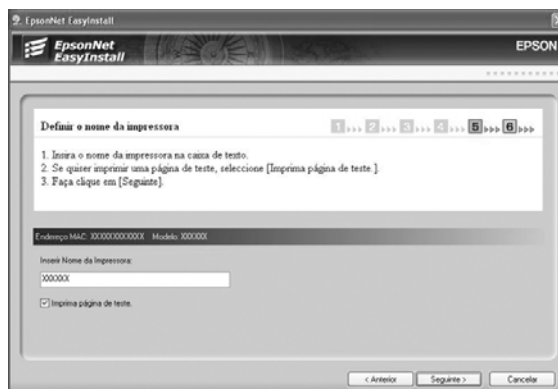 EpsonNet EasyInstall
EpsonNet
EasyInstall
EPSON
Definir o nome da impressora
1 2 3 4 5 6
1. Insira o nome da impressora na caixa de texto.
2. Se quiser imprimir uma página de teste, seleccione [Imprima página de teste.].
3. Faça clique em [Seguinte].
Endereço MAC: XXXXXXXXXXXX Modelo: XXXXXX
Inserir Nome da Impressora:
XXXXXX
Imprima página de teste.
< Anterior
Seguinte >
Cancelar